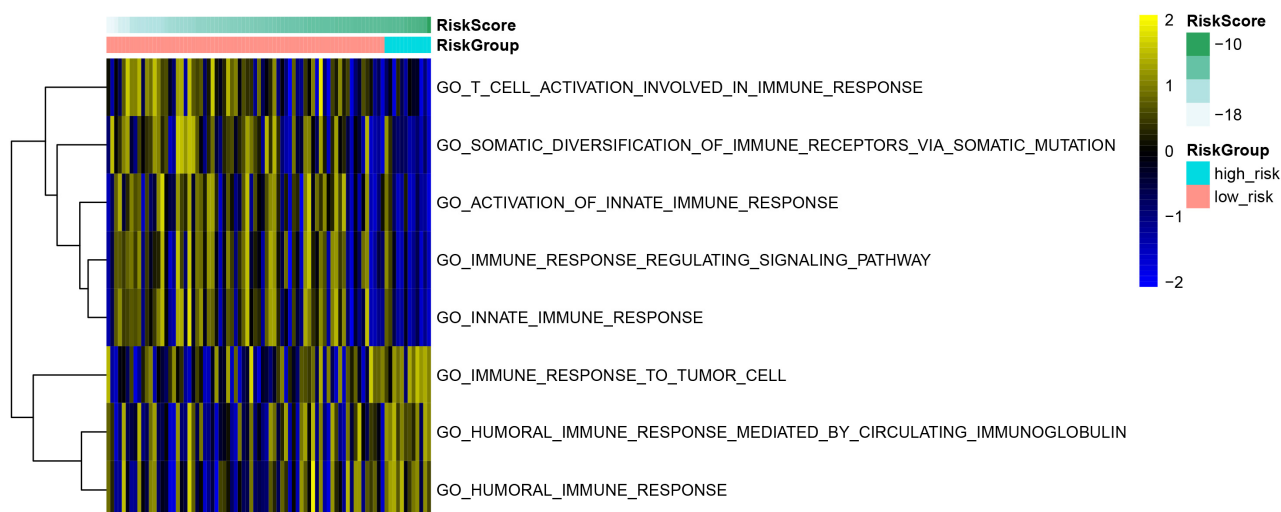 RiskScore
RiskGroup
GO_T_CELL_ACTIVATION_INVOLVED_IN_IMMUNE_RESPONSE
GO_SOMATIC_DIVERSIFICATION_OF_IMMUNE_RECEPTORS_VIA_SOMATIC_MUTATION
GO_ACTIVATION_OF_INNATE_IMMUNE_RESPONSE
GO_IMMUNE_RESPONSE_REGULATING_SIGNALING_PATHWAY
GO_INNATE_IMMUNE_RESPONSE
GO_IMMUNE_RESPONSE_TO_TUMOR_CELL
GO_HUMORAL_IMMUNE_RESPONSE_MEDIATED_BY_CIRCULATING_IMMUNOGLOBULIN
GO_HUMORAL_IMMUNE_RESPONSE
2
1
0
−1
−2
RiskScore
−10
−18
RiskGroup
high_risk
low_risk